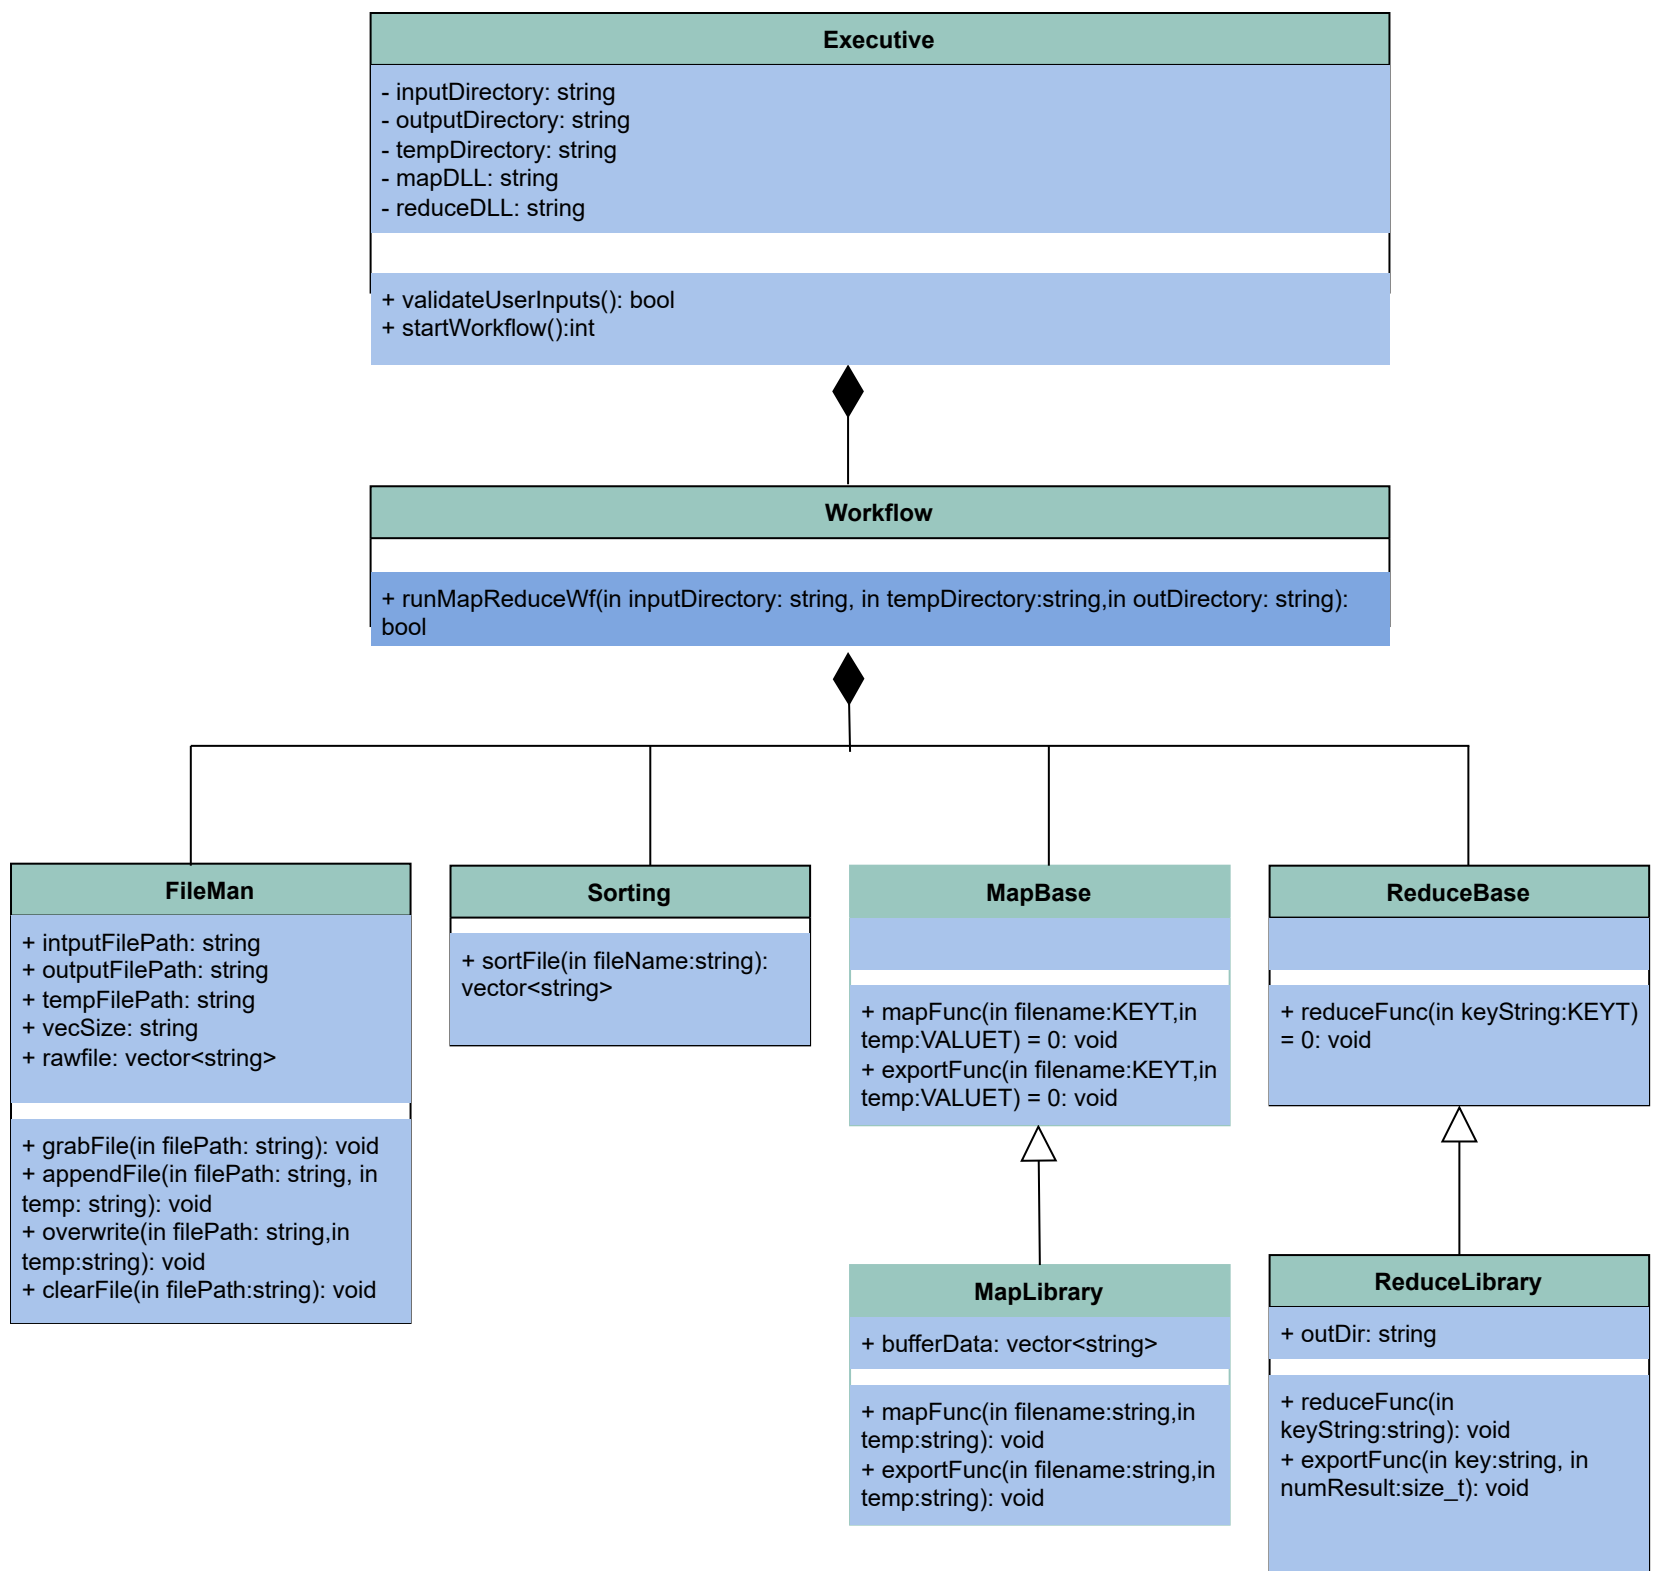 Executive
- inputDirectory: string
- outputDirectory: string
- tempDirectory: string
- mapDLL: string
- reduceDLL: string
+ validateUserInputs(): bool
+ startWorkflow():int
Workflow
+ runMapReduceWf(in inputDirectory: string, in tempDirectory:string,in outDirectory: string):
bool
FileMan
+ intputFilePath: string
+ outputFilePath: string
+ tempFilePath: string
+ vecSize: string
+ rawfile: vector<string>
+ grabFile(in filePath: string): void
+ appendFile(in filePath: string, in
temp: string): void
+ overwrite(in filePath: string,in
temp:string): void
+ clearFile(in filePath:string): void
Sorting
+ sortFile(in fileName:string):
vector<string>
MapBase
+ mapFunc(in filename:KEYT,in
temp:VALUET) = 0: void
+ exportFunc(in filename:KEYT,in
temp:VALUET) = 0: void
ReduceBase
+ reduceFunc(in keyString:KEYT)
= 0: void
MapLibrary
+ bufferData: vector<string>
+ mapFunc(in filename:string,in
temp:string): void
+ exportFunc(in filename:string,in
temp:string): void
ReduceLibrary
+ outDir: string
+ reduceFunc(in
keyString:string): void
+ exportFunc(in key:string, in
numResult:size_t): void